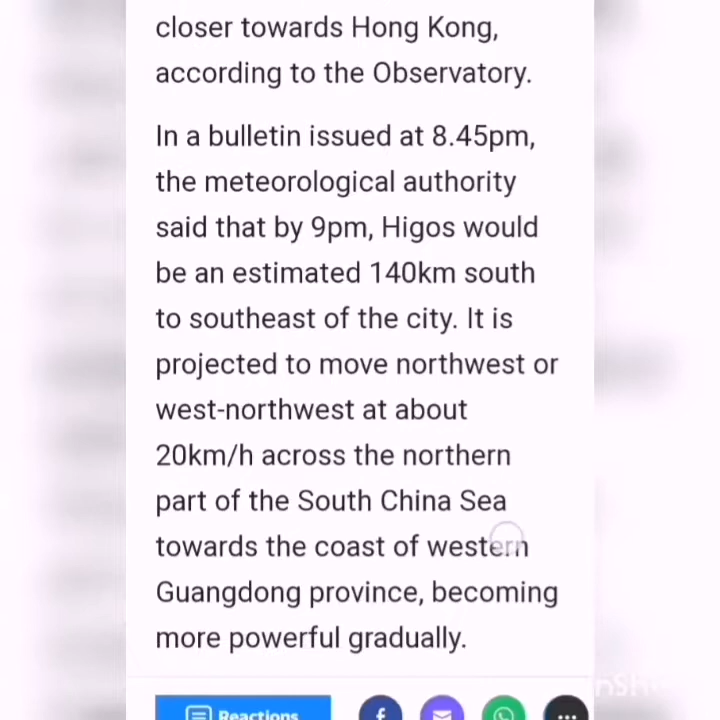 closer towards Hong Kong,
according to the Observatory.
In a bulletin issued at 8.45pm,
the meteorological authority
said that by 9pm, Higos would
be an estimated 140km south
to southeast of the city. It is
projected to move northwest or
west-northwest at about
20km/h across the northern
part of the South China Sea
towards the coast of western
Guangdong province, becoming
more powerful gradually.
Reactions